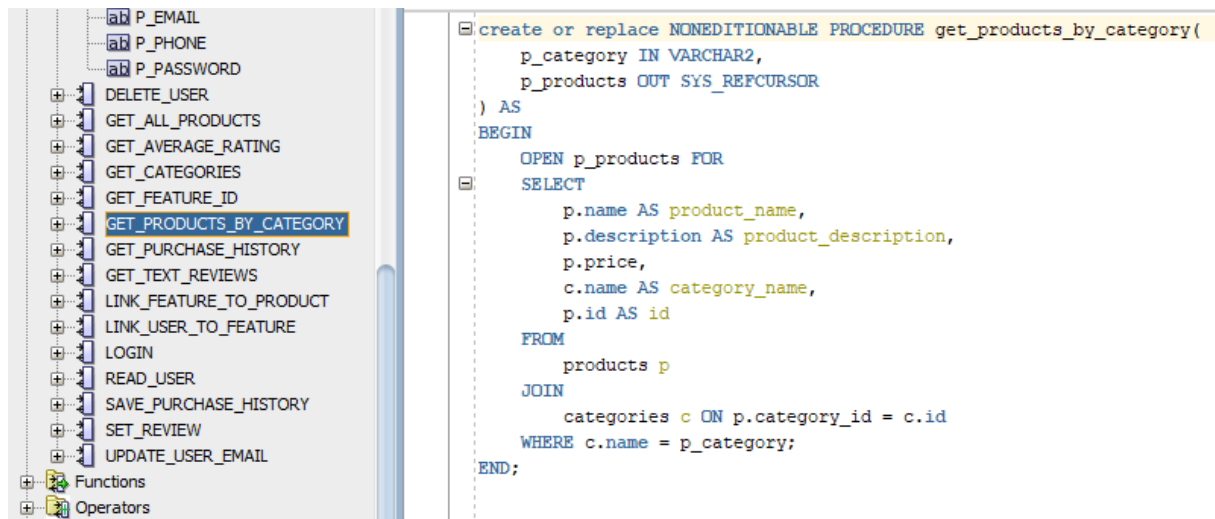 P_EMAIL
P_PHONE
P_PASSWORD
DELETE_USER
GET_ALL_PRODUCTS
GET_AVERAGE_RATING
GET_CATEGORIES
GET_FEATURE_ID
GET_PRODUCTS_BY_CATEGORY
GET_PURCHASE_HISTORY
GET_TEXT_REVIEWS
LINK_FEATURE_TO_PRODUCT
LINK_USER_TO_FEATURE
LOGIN
READ_USER
SAVE_PURCHASE_HISTORY
SET_REVIEW
UPDATE_USER_EMAIL
Functions
Operators
create or replace NONEDITIONABLE PROCEDURE get_products_by_category(
    p_category IN VARCHAR2,
    p_products OUT SYS_REFCURSOR
) AS
BEGIN
    OPEN p_products FOR
    SELECT
        p.name AS product_name,
        p.description AS product_description,
        p.price,
        c.name AS category_name,
        p.id AS id
    FROM
        products p
    JOIN
        categories c ON p.category_id = c.id
    WHERE c.name = p_category;
END;